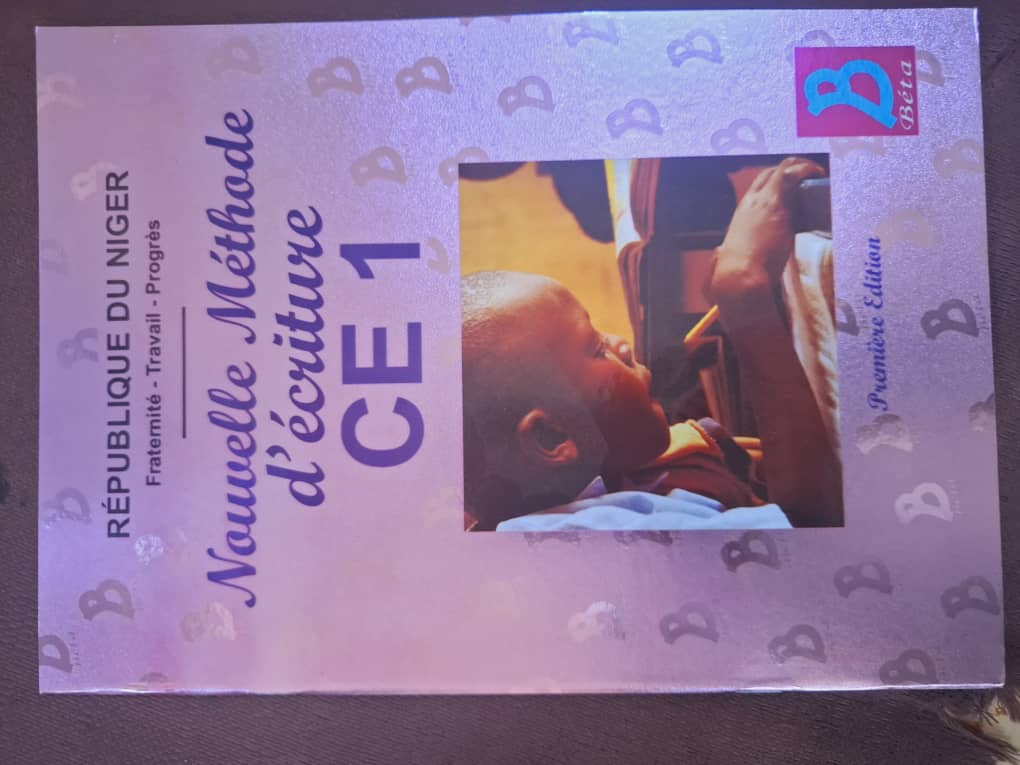 RÉPUBLIQUE DU NIGER
Fraternité - Travail - Progrès
Nouvelle Méthode
d'écriture
CE 1
Première Edition
B
Béta